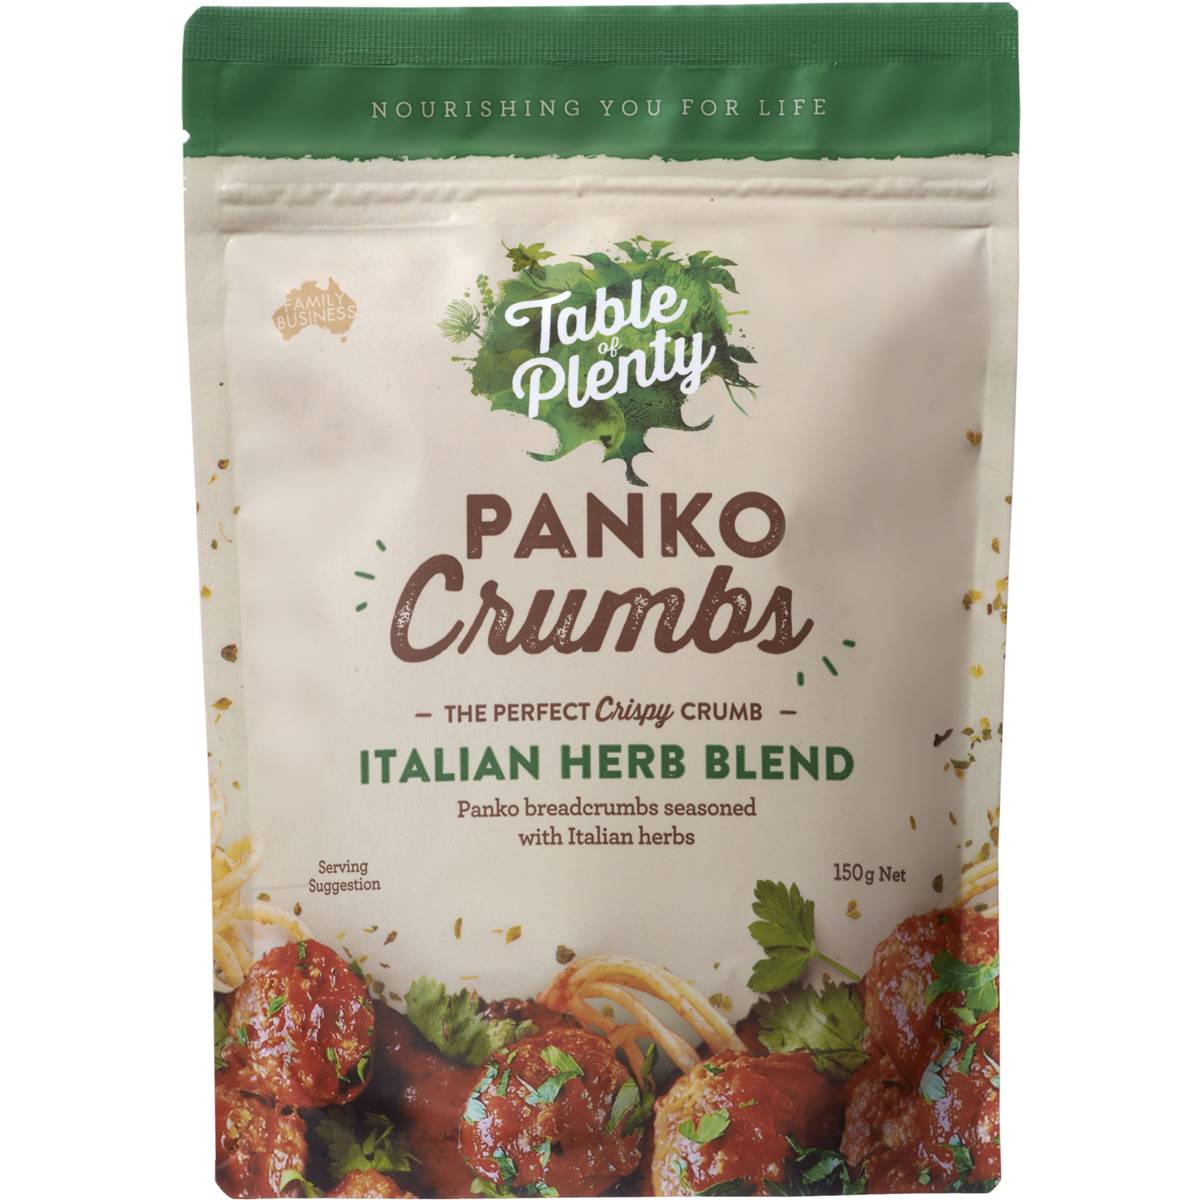 NOURISHING YOU FOR LIFE
FAMILY
BUSINESS
Table
of
Plenty
PANKO
Crumbs
– THE PERFECT Crispy CRUMB –
ITALIAN HERB BLEND
Panko breadcrumbs seasoned
with Italian herbs
Serving
Suggestion
150g Net